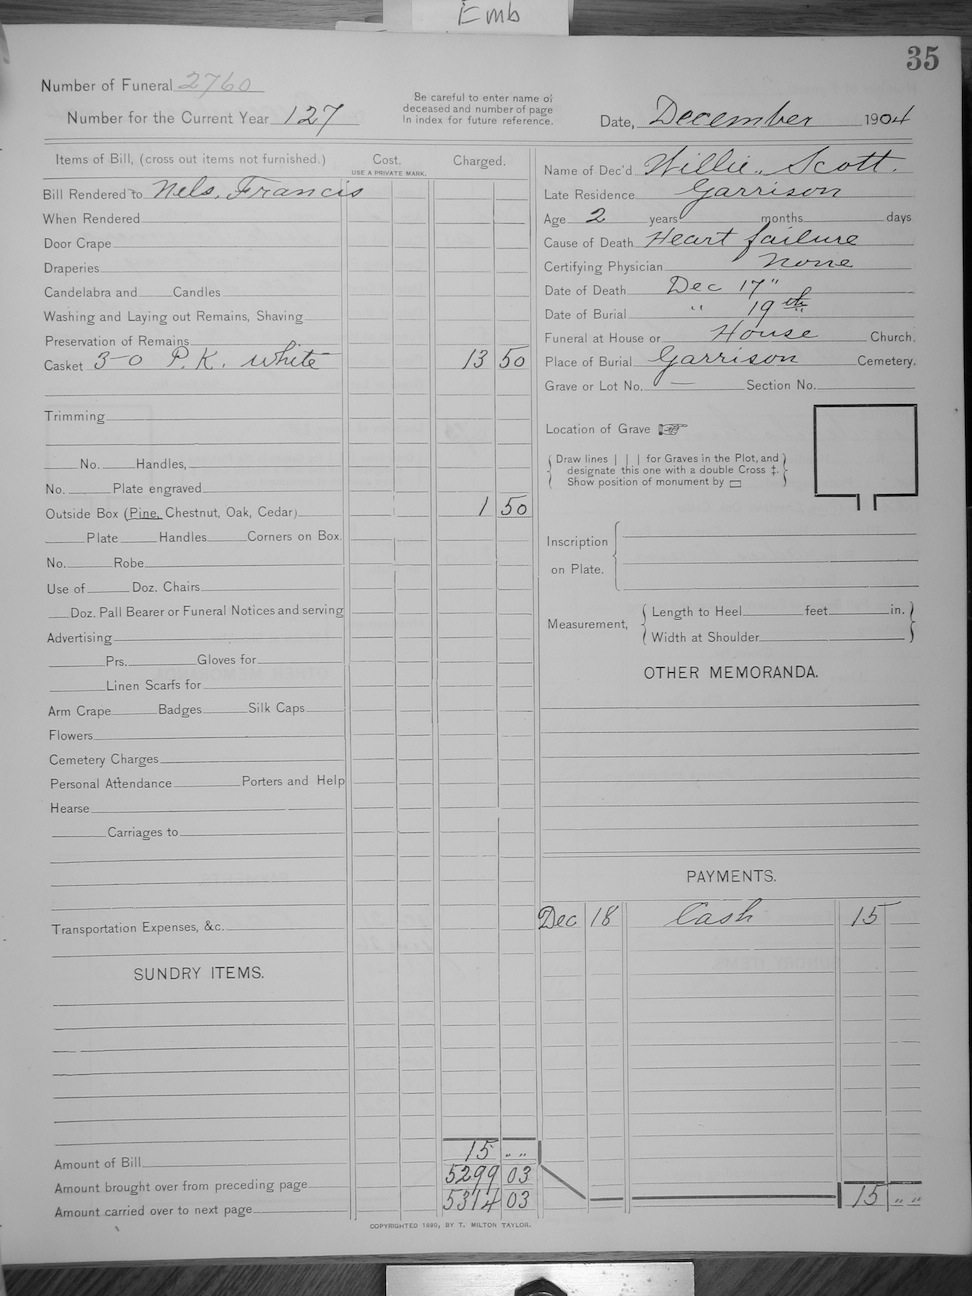 Emb
35
Number of Funeral 2760
Number for the Current Year 127
Be careful to enter name of
deceased and number of page
In index for future reference.
Date, December 1904
Items of Bill, (cross out items not furnished.) Cost. Charged.
USE A PRIVATE MARK.
Bill Rendered to Nels. Francis
When Rendered
Door Crape
Draperies
Candelabra and Candles
Washing and Laying out Remains, Shaving
Preservation of Remains
Casket 3-0 P.K. White 13 50
Trimming
No. Handles,
No. Plate engraved
Outside Box (Pine, Chestnut, Oak, Cedar) 1 50
Plate Handles Corners on Box.
No. Robe
Use of Doz. Chairs
Doz. Pall Bearer or Funeral Notices and serving
Advertising
Prs. Gloves for
Linen Scarfs for
Arm Crape Badges Silk Caps
Flowers
Cemetery Charges
Personal Attendance Porters and Help
Hearse
Carriages to
Transportation Expenses, &c.
SUNDRY ITEMS.
Amount of Bill 15 " "
Amount brought over from preceding page 5299 03
Amount carried over to next page 5314 03
Name of Dec'd Willie Scott.
Late Residence Garrison
Age 2 years months days
Cause of Death Heart failure
Certifying Physician None
Date of Death Dec 17"
Date of Burial " 19th
Funeral at House or House Church.
Place of Burial Garrison Cemetery.
Grave or Lot No. — Section No.
Location of Grave ☞
Draw lines | | | for Graves in the Plot, and
designate this one with a double Cross ‡.
Show position of monument by ▭
Inscription
on Plate.
Measurement,
Length to Heel feet in.
Width at Shoulder
OTHER MEMORANDA.
PAYMENTS.
Dec 18 Cash 15
15 " "
COPYRIGHTED 1890, BY T. MILTON TAYLOR.